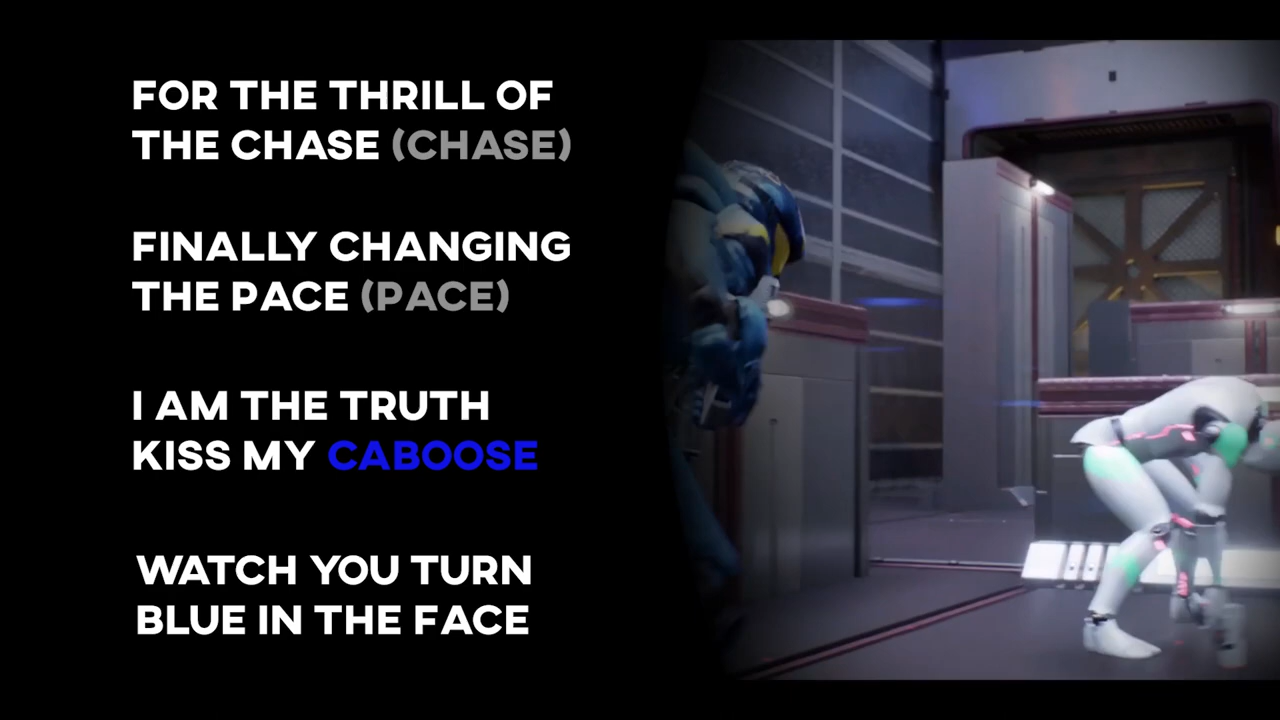 FOR THE THRILL OF
THE CHASE (CHASE)
FINALLY CHANGING
THE PACE (PACE)
I AM THE TRUTH
KISS MY CABOOSE
WATCH YOU TURN
BLUE IN THE FACE